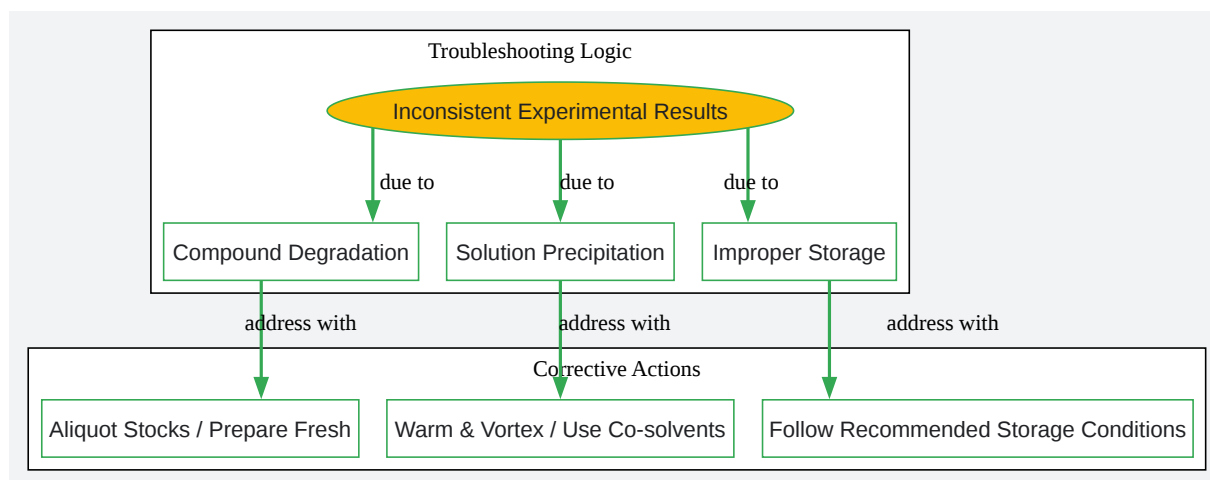 Troubleshooting Logic
Inconsistent Experimental Results
due to
due to
due to
Compound Degradation
Solution Precipitation
Improper Storage
address with
address with
address with
Corrective Actions
Aliquot Stocks / Prepare Fresh
Warm & Vortex / Use Co-solvents
Follow Recommended Storage Conditions